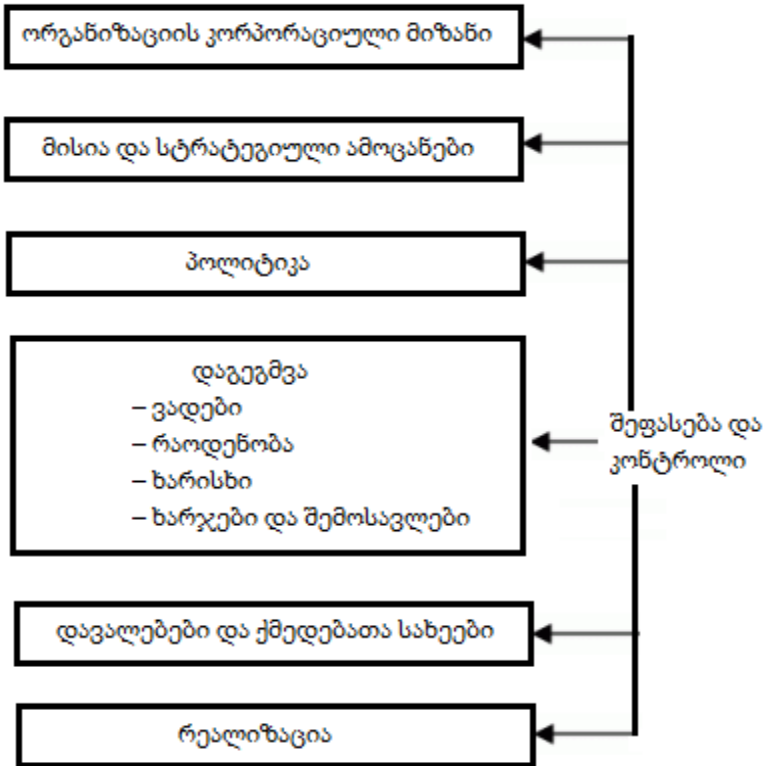 ორგანიზაციის კორპორაციული მიზანი
მისია და სტრატეგიული ამოცანები
პოლიტიკა
დაგეგმვა
– ვადები
– რაოდენობა
– ხარისხი
– ხარჯები და შემოსავლები
შეფასება და
კონტროლი
დავალებები და ქმედებათა სახეები
რეალიზაცია